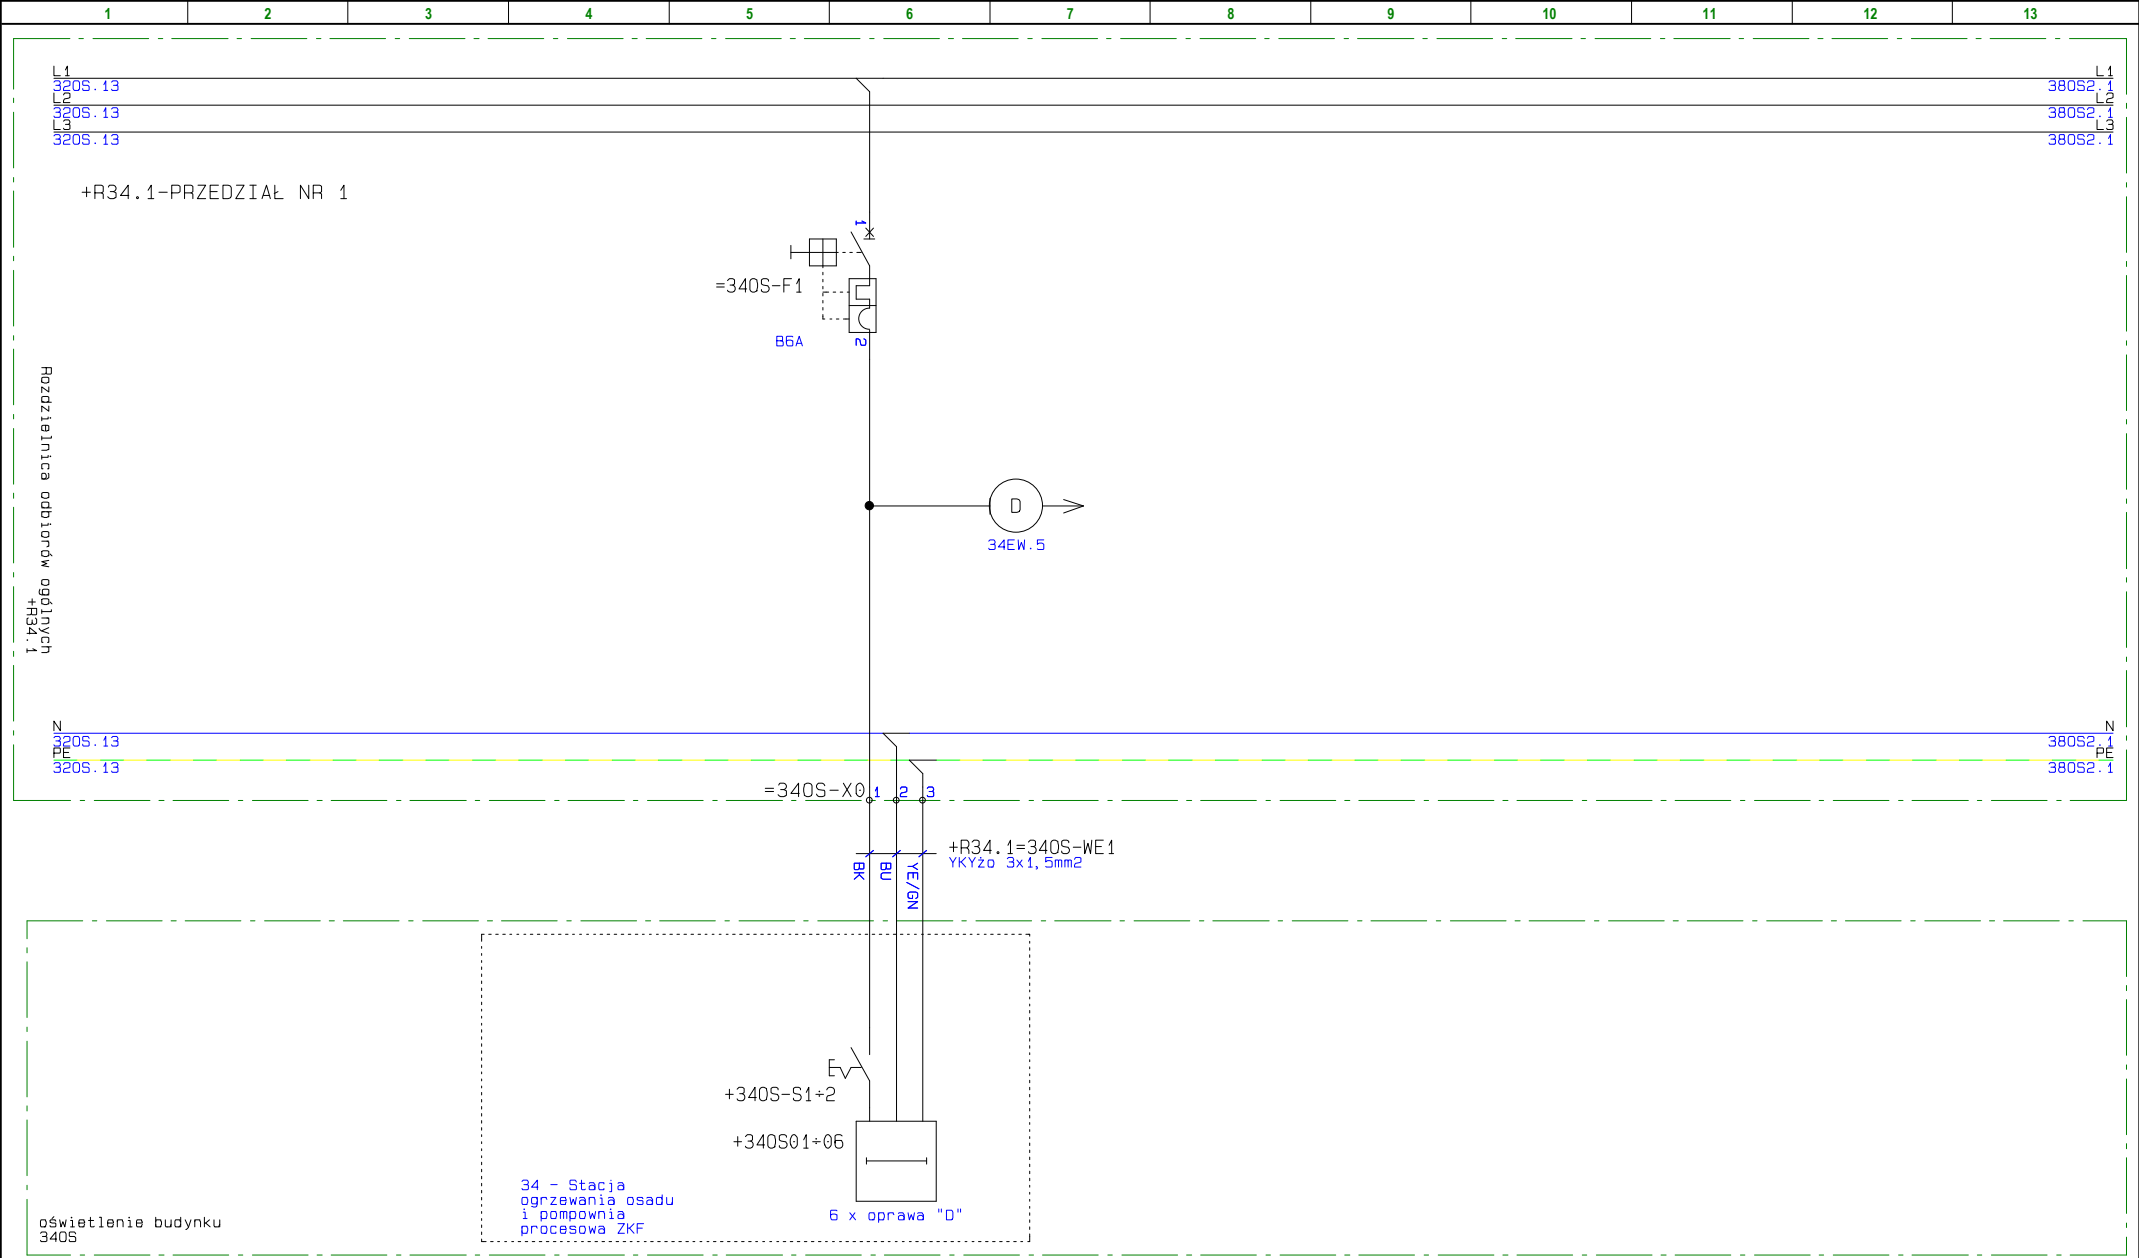 1 2 3 4 5 6 7 8 9 10 11 12 13
L1 L1
320S.13 380S2.1
L2 L2
320S.13 380S2.1
L3 L3
320S.13 380S2.1
+R34.1-PRZEDZIAŁ NR 1
1
=340S-F1
B6A
2
Rozdzielnica odbiorów ogólnych
+R34.1
D
34EW.5
N N
320S.13 380S2.1
PE PE
320S.13 380S2.1
=340S-X0 1 2 3
+R34.1=340S-WE1
YKYżo 3x1,5mm2
BK BU YE/GN
+340S-S1÷2
+340S01÷06
34 - Stacja
ogrzewania osadu
i pompownia
procesowa ZKF
6 x oprawa "D"
oświetlenie budynku
340S